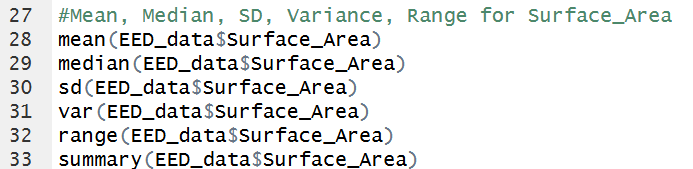 27 #Mean, Median, SD, Variance, Range for Surface_Area
28 mean(EED_data$Surface_Area)
29 median(EED_data$Surface_Area)
30 sd(EED_data$Surface_Area)
31 var(EED_data$Surface_Area)
32 range(EED_data$Surface_Area)
33 summary(EED_data$Surface_Area)